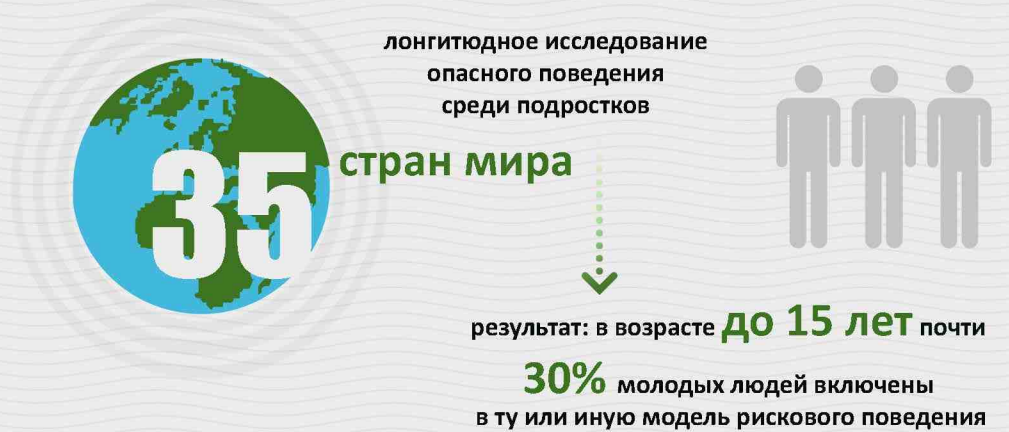 лонгитюдное исследование
опасного поведения
среди подростков
35 стран мира
результат: в возрасте до 15 лет почти
30% молодых людей включены
в ту или иную модель рискового поведения